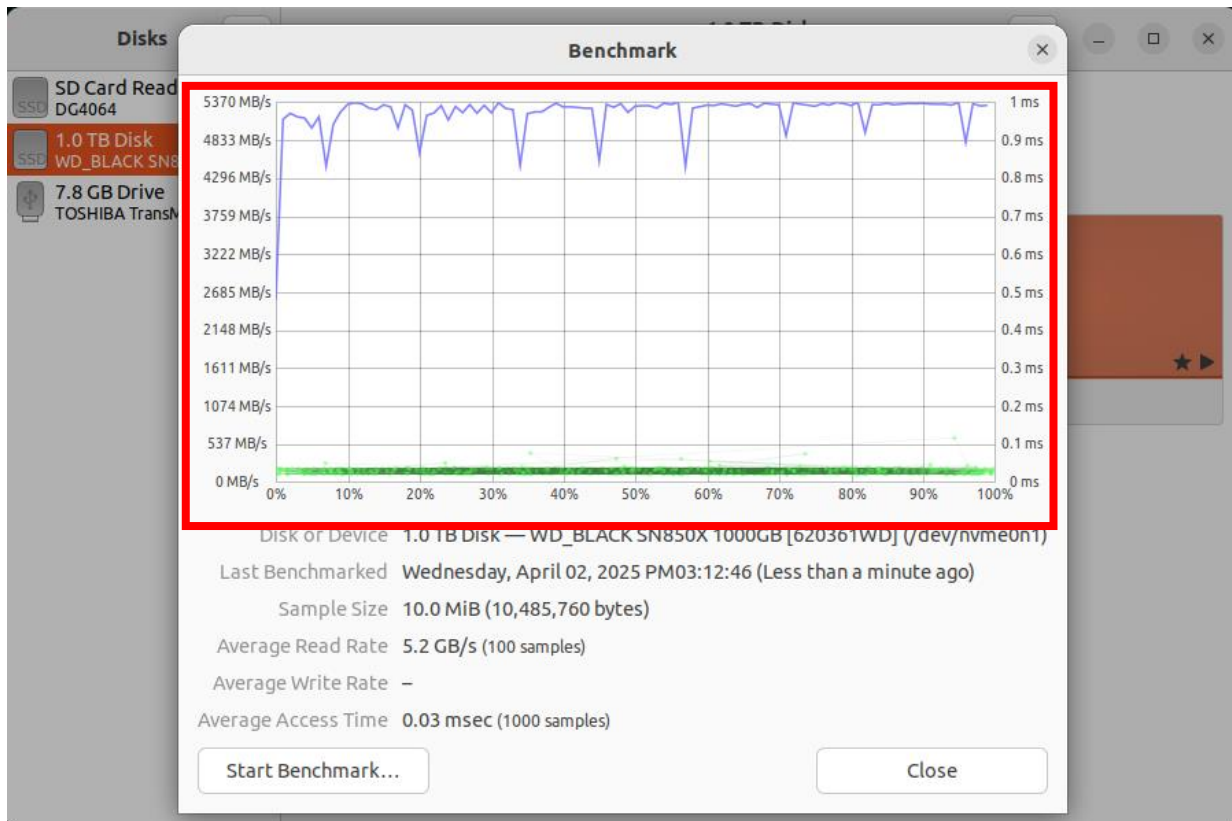 Disks
Benchmark
SD Card Read
DG4064
1.0 TB Disk
WD_BLACK SN8
7.8 GB Drive
TOSHIBA TransM
5370 MB/s
4833 MB/s
4296 MB/s
3759 MB/s
3222 MB/s
2685 MB/s
2148 MB/s
1611 MB/s
1074 MB/s
537 MB/s
0 MB/s
1 ms
0.9 ms
0.8 ms
0.7 ms
0.6 ms
0.5 ms
0.4 ms
0.3 ms
0.2 ms
0.1 ms
0 ms
0% 10% 20% 30% 40% 50% 60% 70% 80% 90% 100%
Disk or Device 1.0 TB Disk — WD_BLACK SN850X 1000GB [620361WD] (/dev/nvme0n1)
Last Benchmarked Wednesday, April 02, 2025 PM03:12:46 (Less than a minute ago)
Sample Size 10.0 MiB (10,485,760 bytes)
Average Read Rate 5.2 GB/s (100 samples)
Average Write Rate –
Average Access Time 0.03 msec (1000 samples)
Start Benchmark…
Close